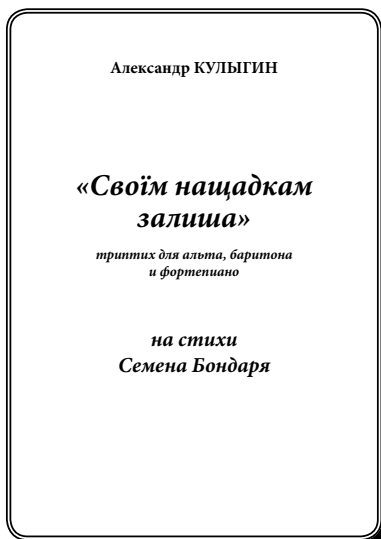 Александр КУЛЫГИН
«Своїм нащадкам
залиша»
триптих для альта, баритона
и фортепиано
на стихи
Семена Бондаря